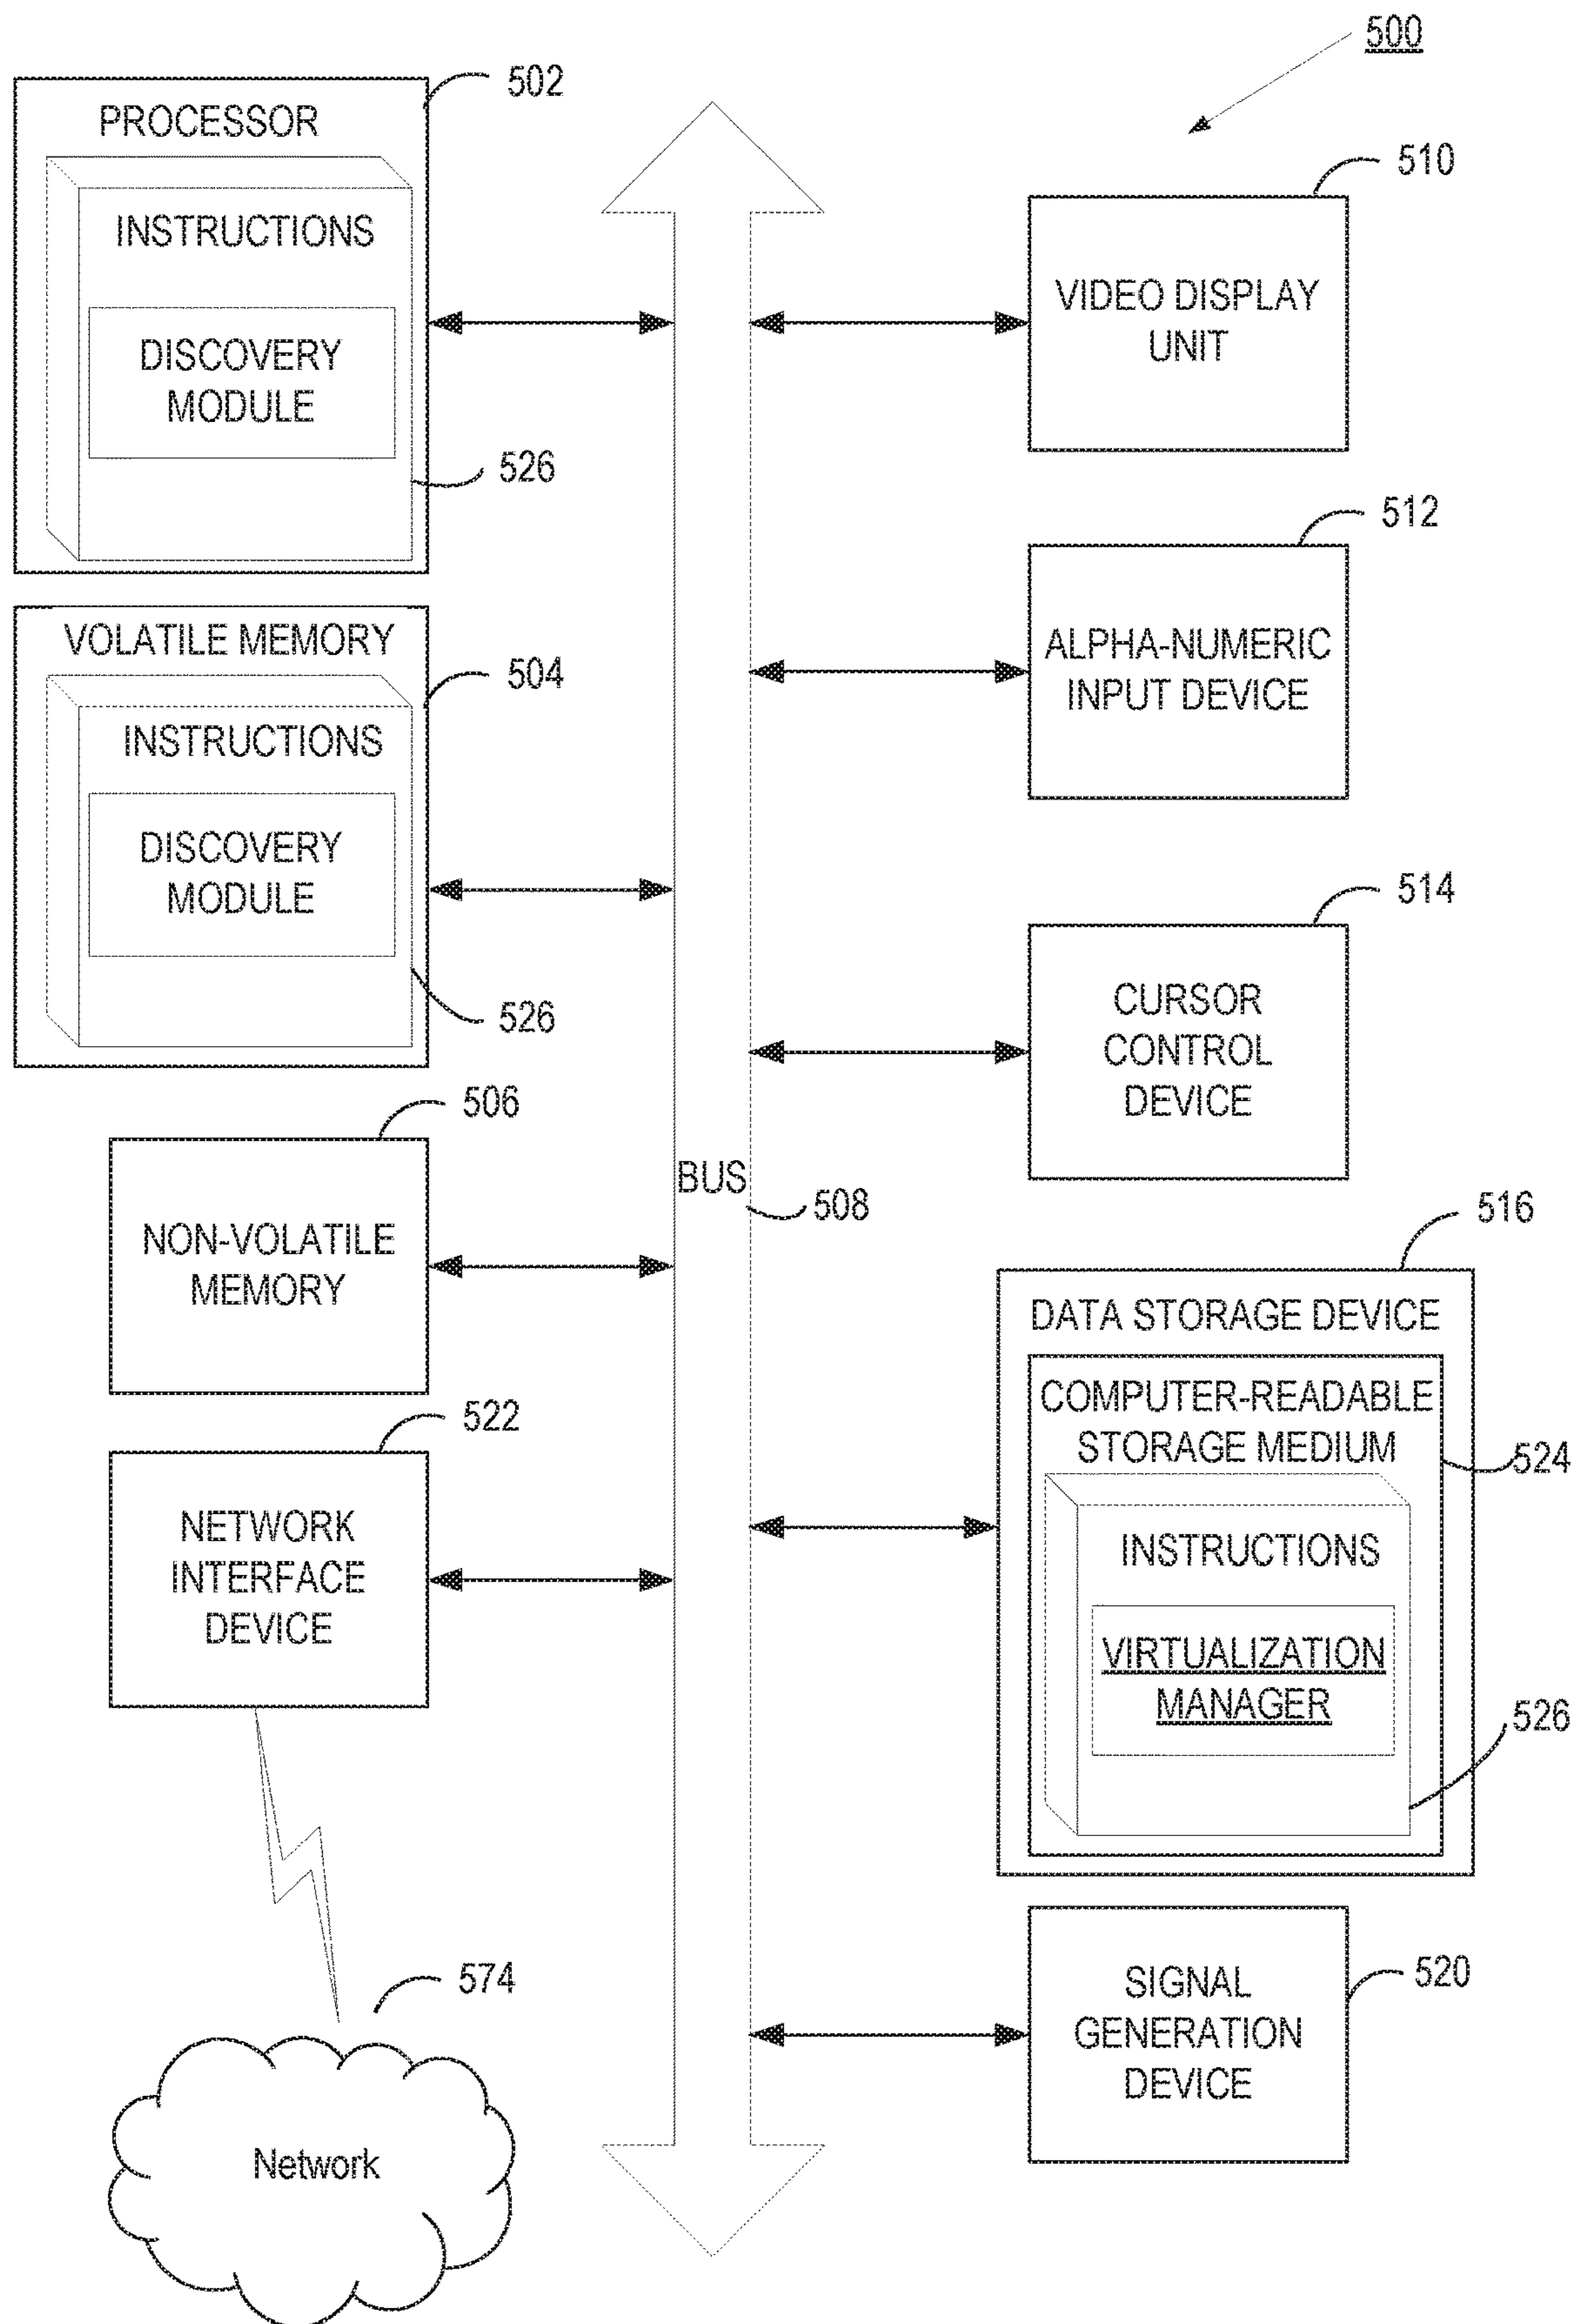 500
502
PROCESSOR
INSTRUCTIONS
DISCOVERY
MODULE
526
VOLATILE MEMORY
504
INSTRUCTIONS
DISCOVERY
MODULE
526
506
NON-VOLATILE
MEMORY
522
NETWORK
INTERFACE
DEVICE
574
Network
BUS
508
510
VIDEO DISPLAY
UNIT
512
ALPHA-NUMERIC
INPUT DEVICE
514
CURSOR
CONTROL
DEVICE
516
DATA STORAGE DEVICE
COMPUTER-READABLE
STORAGE MEDIUM
524
INSTRUCTIONS
VIRTUALIZATION
MANAGER
526
520
SIGNAL
GENERATION
DEVICE